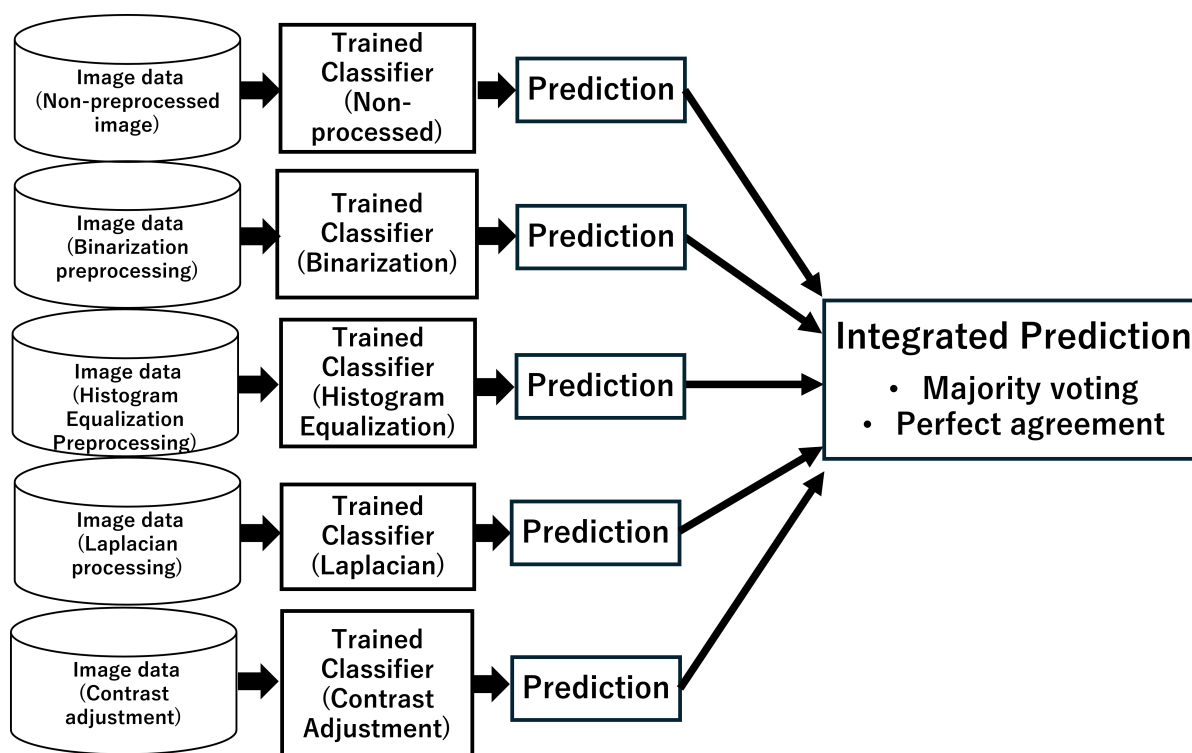 Image data
(Non-preprocessed
image)
Trained
Classifier
(Non-
processed)
Prediction
Image data
(Binarization
preprocessing)
Trained
Classifier
(Binarization)
Prediction
Image data
(Histogram
Equalization
Preprocessing)
Trained
Classifier
(Histogram
Equalization)
Prediction
Image data
(Laplacian
processing)
Trained
Classifier
(Laplacian)
Prediction
Image data
(Contrast
adjustment)
Trained
Classifier
(Contrast
Adjustment)
Prediction
Integrated Prediction
• Majority voting
• Perfect agreement